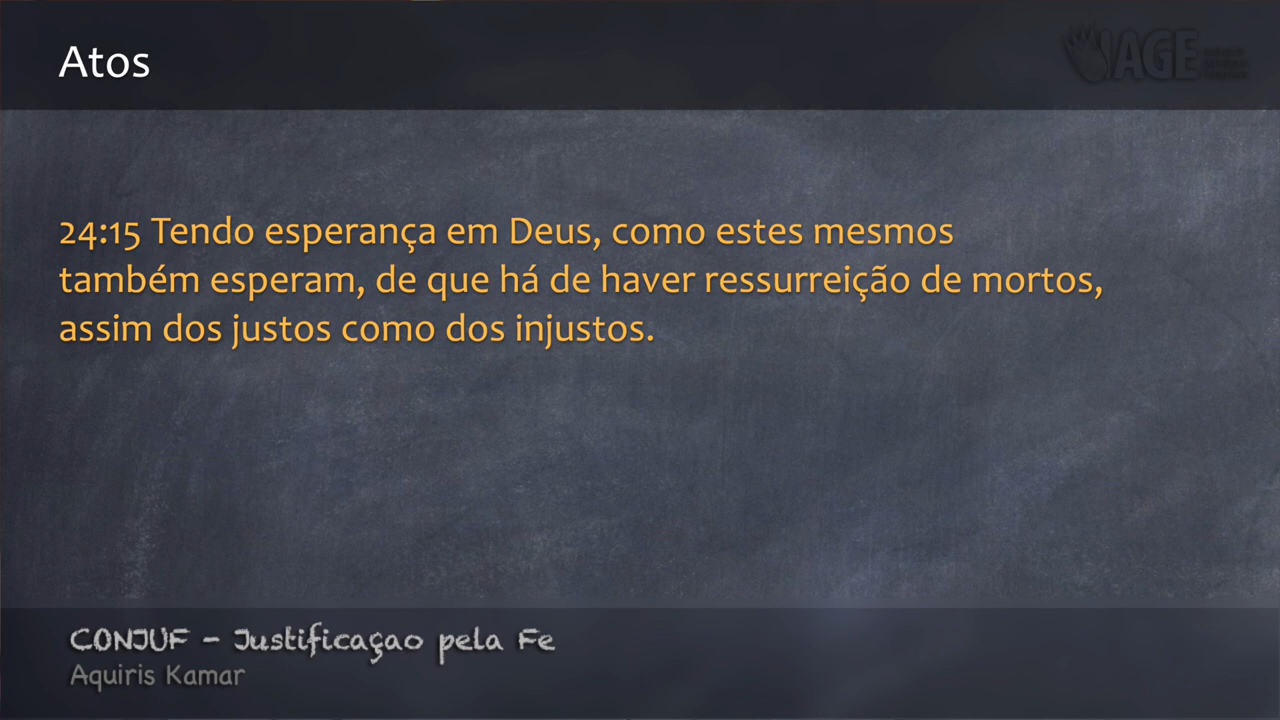 Atos
IAGE
24:15 Tendo esperança em Deus, como estes mesmos
também esperam, de que há de haver ressurreição de mortos,
assim dos justos como dos injustos.
CONJUF - Justificaçao pela Fe
Aquiris Kamar